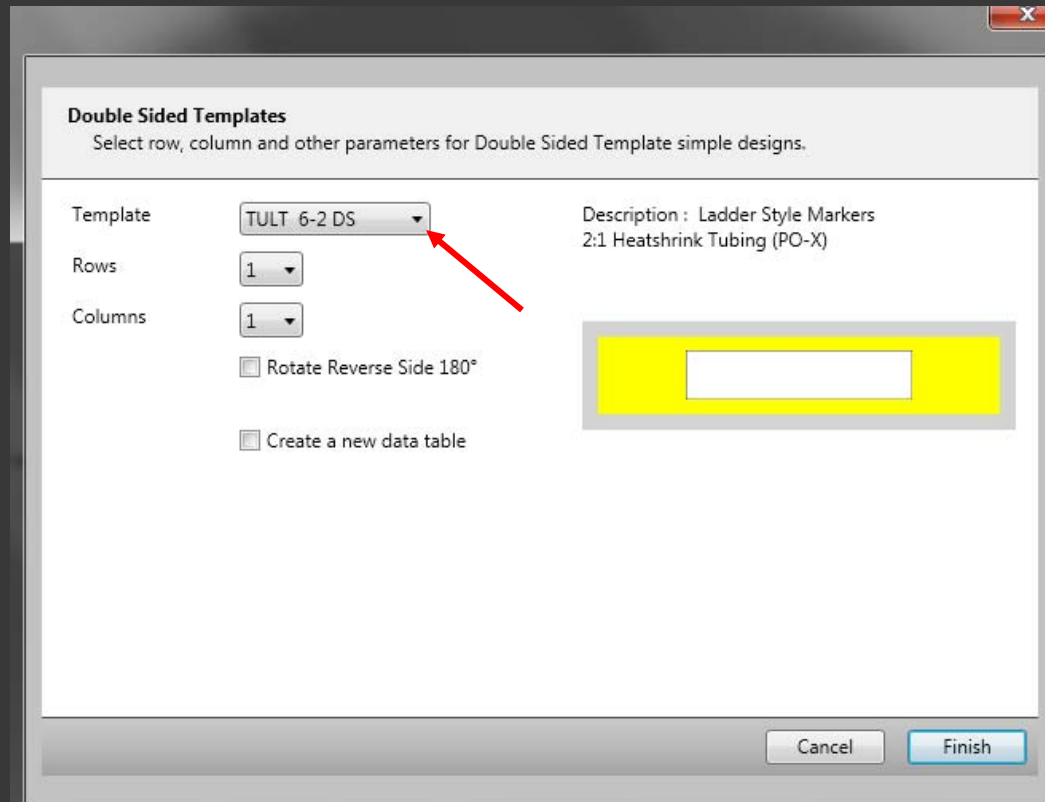 X
Double Sided Templates
Select row, column and other parameters for Double Sided Template simple designs.
Template
TULT 6-2 DS
Description : Ladder Style Markers
2:1 Heatshrink Tubing (PO-X)
Rows
1
Columns
1
Rotate Reverse Side 180°
Create a new data table
Cancel
Finish